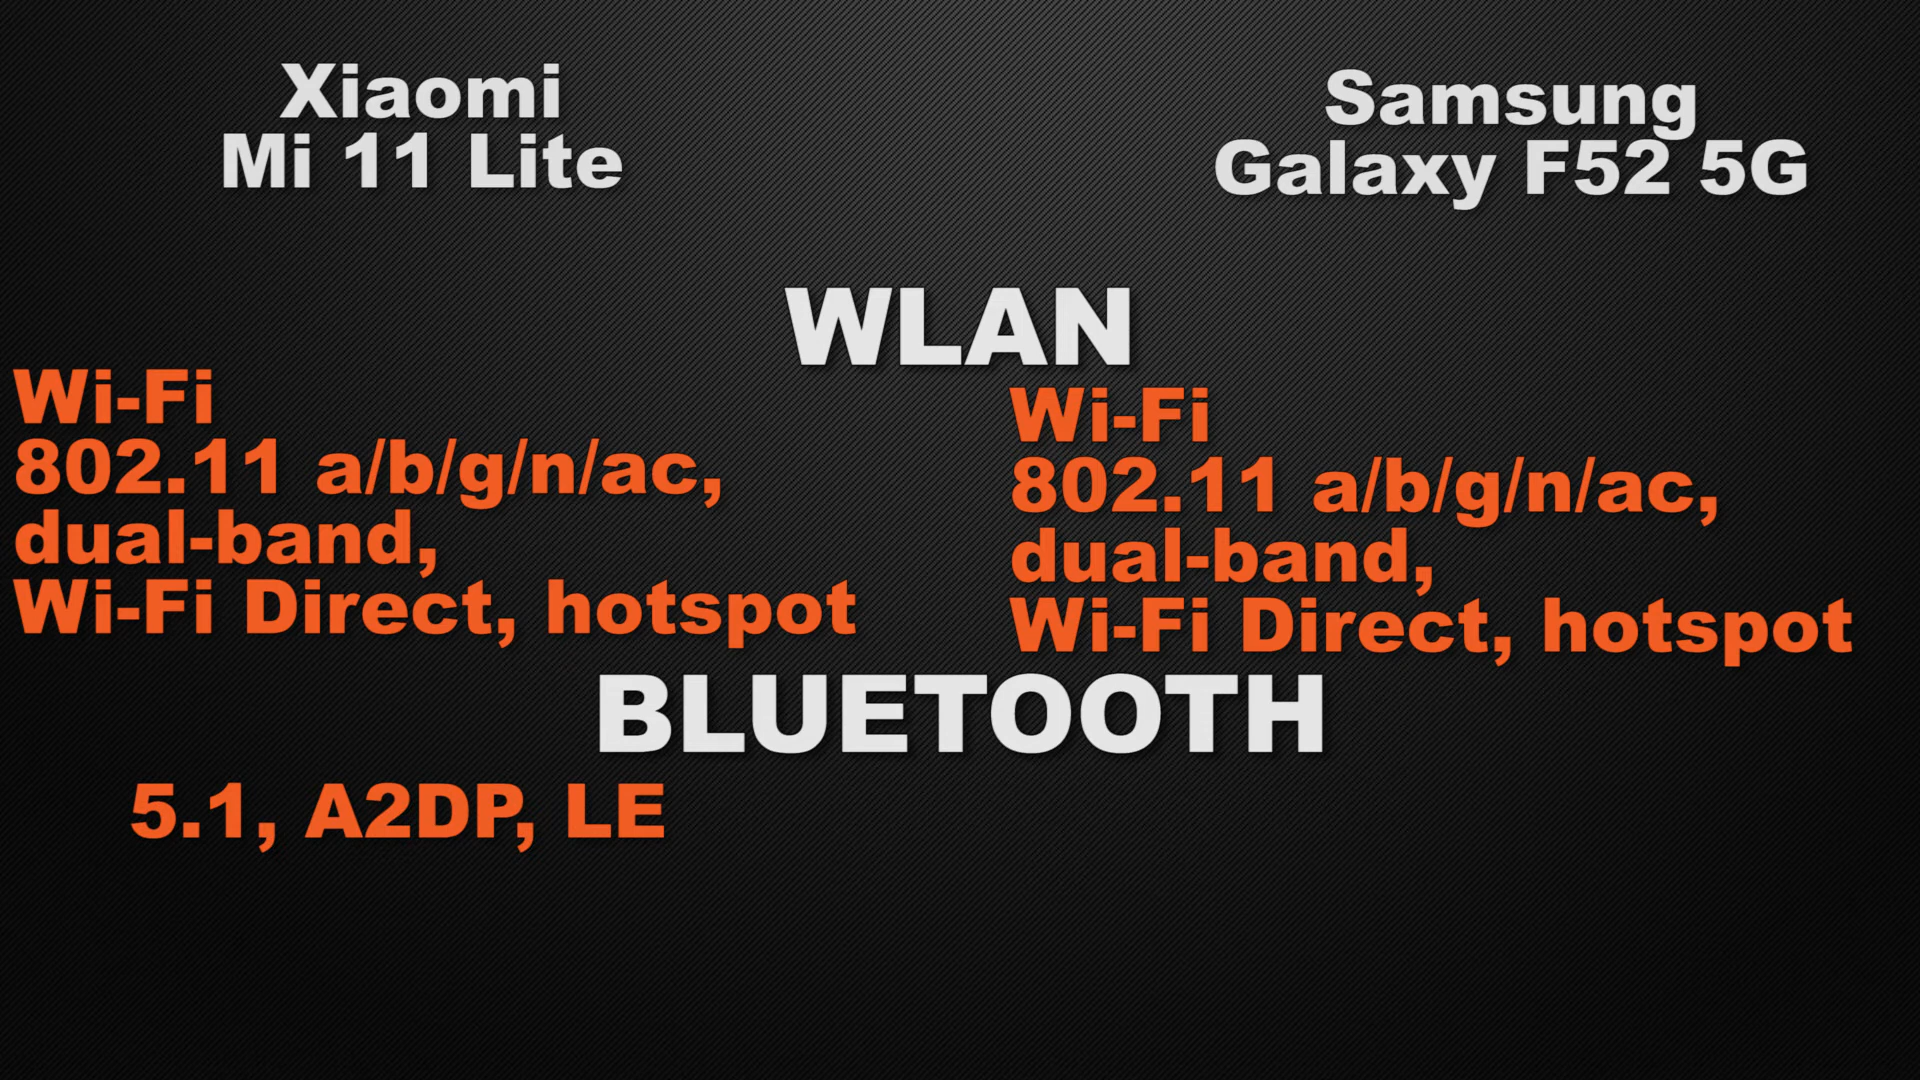 Xiaomi
Mi 11 Lite
Samsung
Galaxy F52 5G
WLAN
Wi-Fi
802.11 a/b/g/n/ac,
dual-band,
Wi-Fi Direct, hotspot
Wi-Fi
802.11 a/b/g/n/ac,
dual-band,
Wi-Fi Direct, hotspot
BLUETOOTH
5.1, A2DP, LE